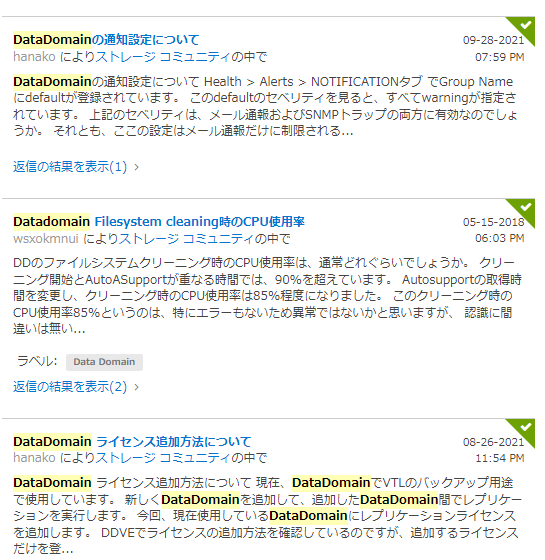 DataDomainの通知設定について
09-28-2021
hanako によりストレージ コミュニティの中で
07:59 PM
DataDomainの通知設定について Health > Alerts > NOTIFICATIONタブ でGroup Name
にdefaultが登録されています。 このdefaultのセベリティを見ると、すべてwarningが指定さ
れています。 上記のセベリティは、メール通報およびSNMPトラップの両方に有効なのでしょ
うか。 それとも、ここの設定はメール通報だけに制限される...
返信の結果を表示(1) >
Datadomain Filesystem cleaning時のCPU使用率
05-15-2018
wsxokmnui によりストレージ コミュニティの中で
06:03 PM
DDのファイルシステムクリーニング時のCPU使用率は、通常どれぐらいでしょうか。 クリー
ニング開始とAutoASupportが重なる時間では、90%を超えています。 Autosupportの取得時
間を変更し、クリーニング時のCPU使用率は85%程度になりました。 このクリーニング時の
CPU使用率85%というのは、特にエラーもないため異常ではないかと思いますが、 認識に間
違いは無い...
ラベル: Data Domain
返信の結果を表示(2) >
DataDomain ライセンス追加方法について
08-26-2021
hanako によりストレージ コミュニティの中で
11:54 PM
DataDomain ライセンス追加方法について 現在、DataDomainでVTLのバックアップ用途
で使用しています。 新しくDataDomainを追加して、追加したDataDomain間でレプリケー
ションを実行します。 今回、現在使用しているDataDomainにレプリケーションライセンス
を追加します。 DDVEでライセンスの追加方法を確認しているのですが、追加するライセンス
だけを登...